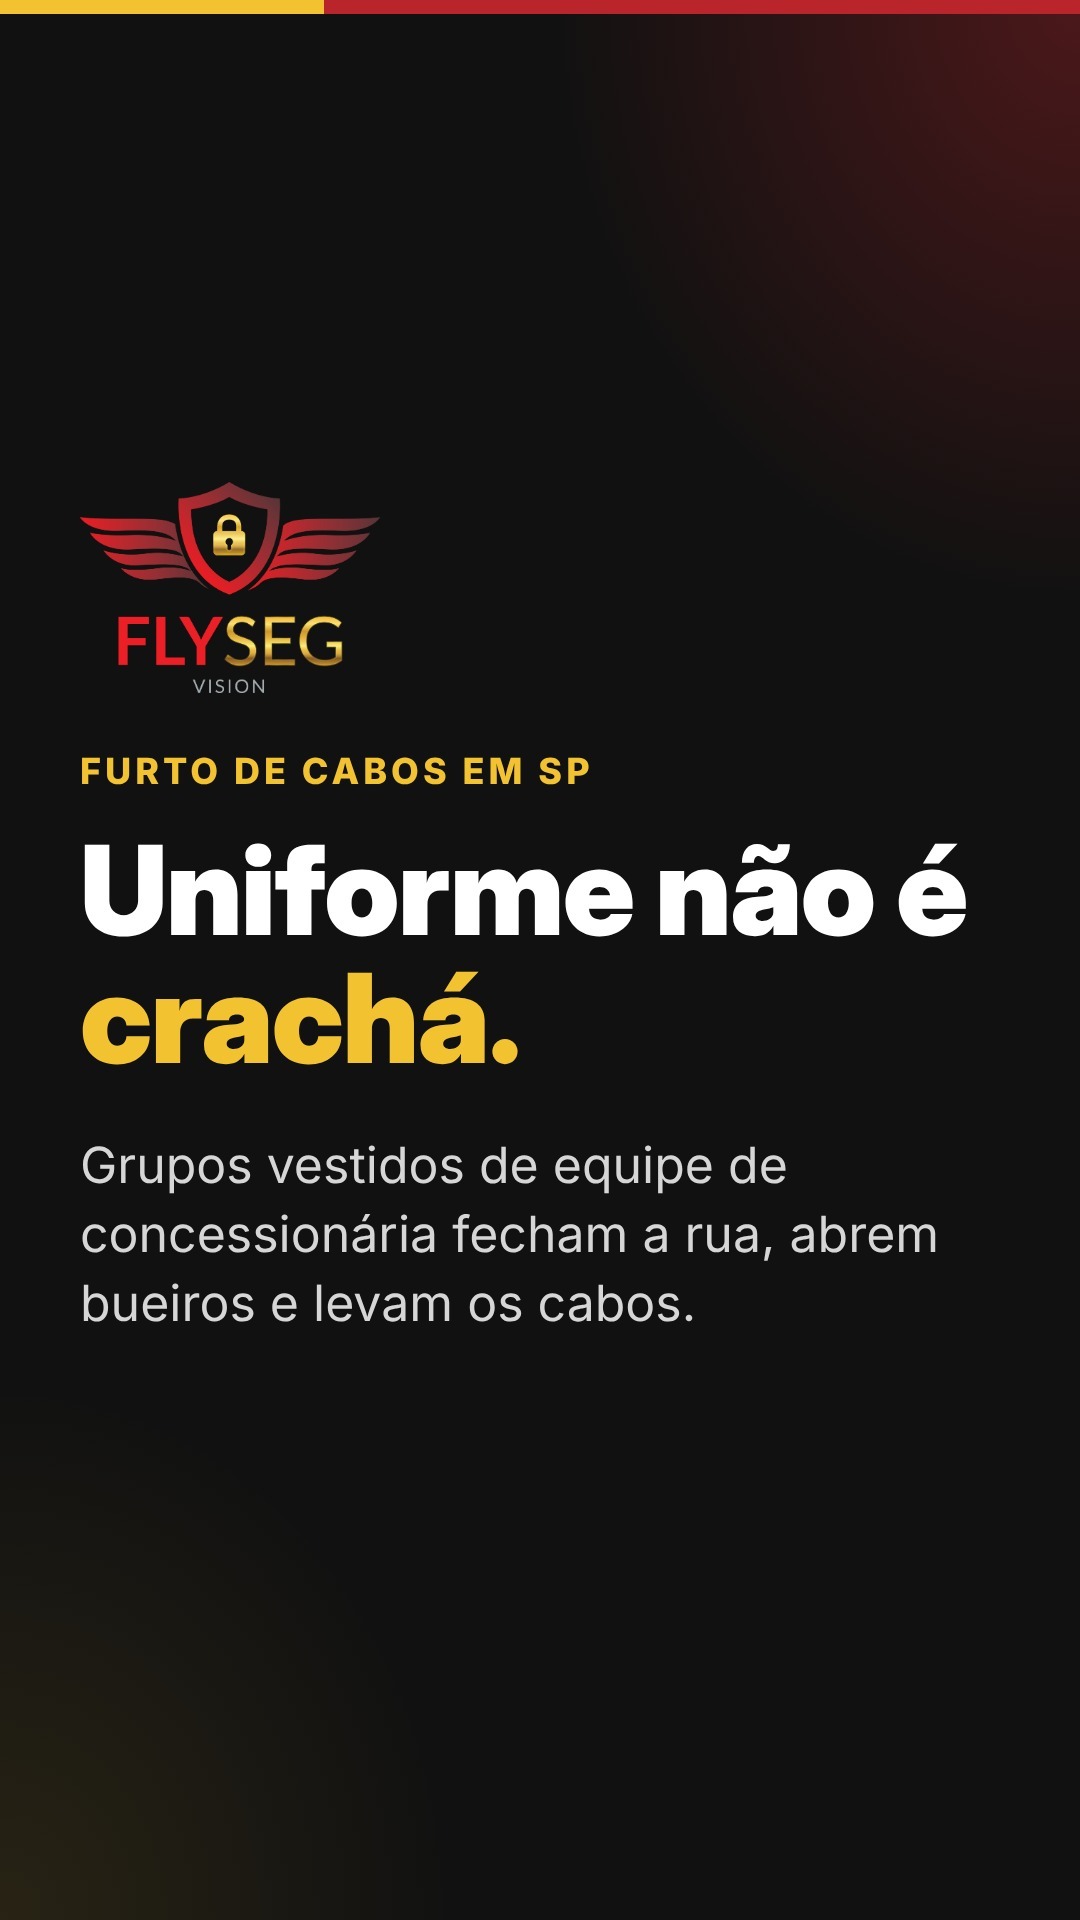 FLYSEG
VISION
FURTO DE CABOS EM SP
Uniforme não é
crachá.
Grupos vestidos de equipe de
concessionária fecham a rua, abrem
bueiros e levam os cabos.